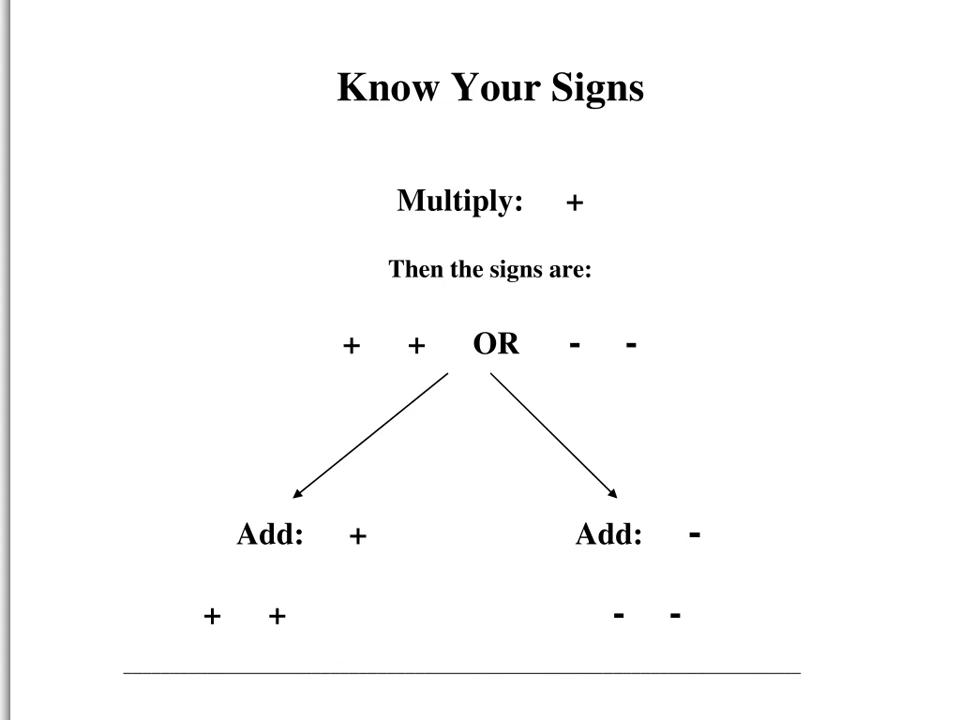 Know Your Signs
Multiply: +
Then the signs are:
+ + OR - -
Add: + Add: -
+ + - -